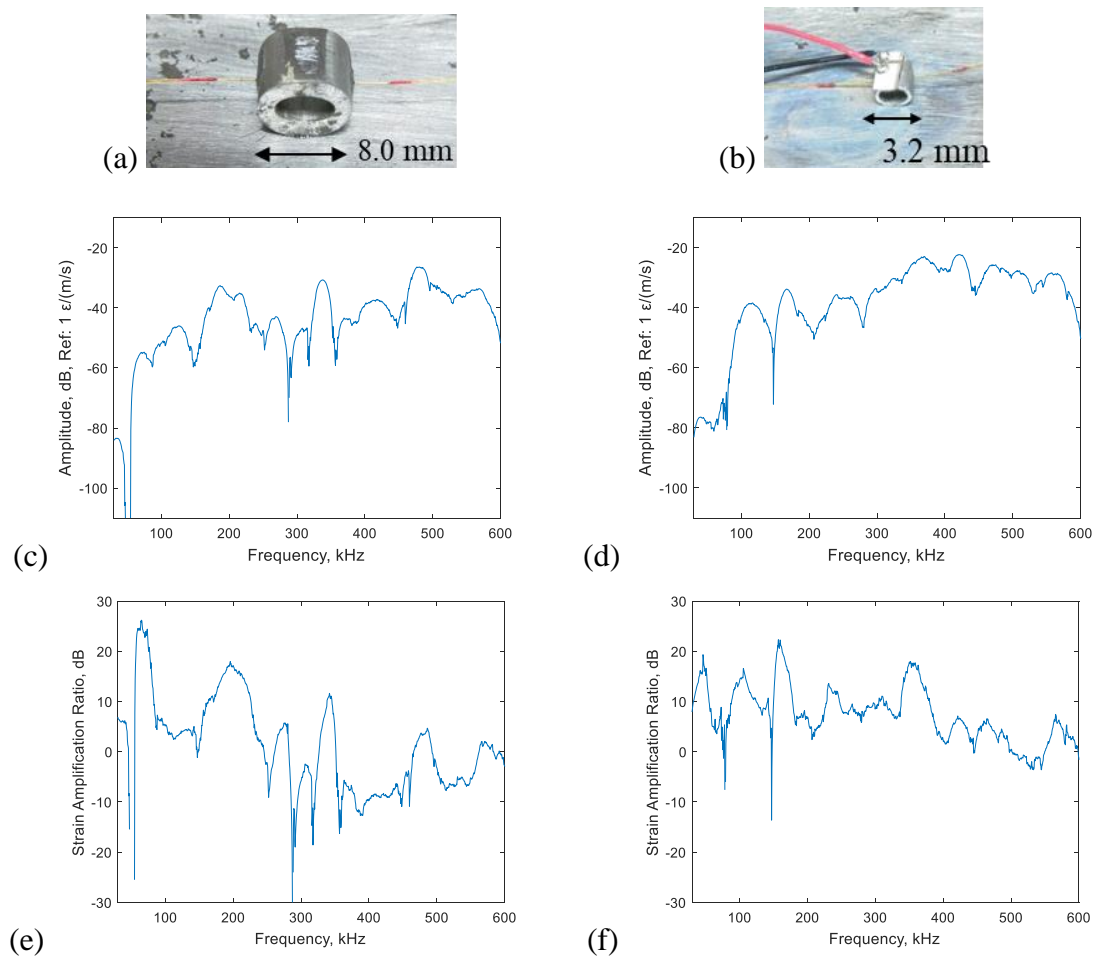 (a)
8.0 mm
(b)
3.2 mm
(c)
Amplitude, dB, Ref: 1 ε/(m/s)
-20
-40
-60
-80
-100
100 200 300 400 500 600
Frequency, kHz
(d)
Amplitude, dB, Ref: 1 ε/(m/s)
-20
-40
-60
-80
-100
100 200 300 400 500 600
Frequency, kHz
(e)
Strain Amplification Ratio, dB
30
20
10
0
-10
-20
-30
100 200 300 400 500 600
Frequency, kHz
(f)
Strain Amplification Ratio, dB
30
20
10
0
-10
-20
-30
100 200 300 400 500 600
Frequency, kHz